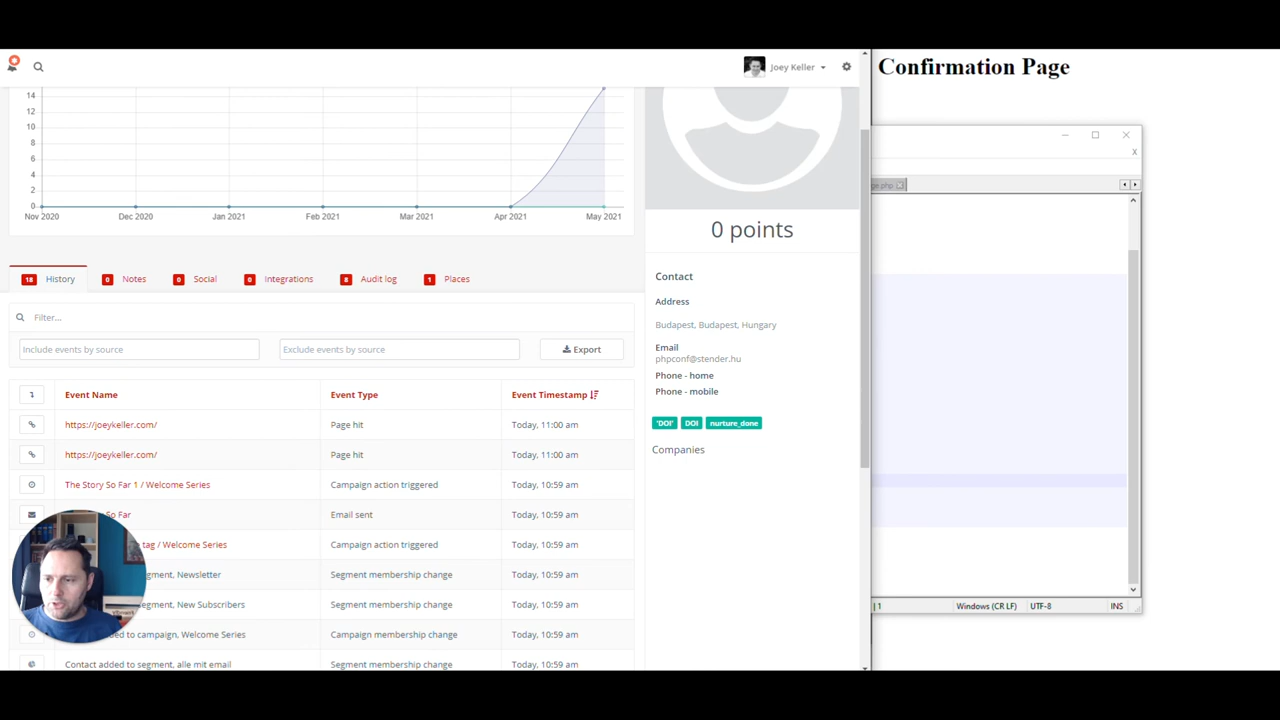 Joey Keller
Confirmation Page
14
12
10
8
6
4
2
0
Nov 2020 Dec 2020 Jan 2021 Feb 2021 Mar 2021 Apr 2021 May 2021
0 points
18 History 0 Notes 0 Social 0 Integrations 8 Audit log 1 Places
Filter...
Include events by source Exclude events by source Export
Event Name Event Type Event Timestamp
https://joeykeller.com/ Page hit Today, 11:00 am
https://joeykeller.com/ Page hit Today, 11:00 am
The Story So Far 1 / Welcome Series Campaign action triggered Today, 10:59 am
So Far Email sent Today, 10:59 am
tag / Welcome Series Campaign action triggered Today, 10:59 am
egment, Newsletter Segment membership change Today, 10:59 am
egment, New Subscribers Segment membership change Today, 10:59 am
ded to campaign, Welcome Series Campaign membership change Today, 10:59 am
Contact added to segment, alle mit email Segment membership change Today, 10:59 am
Contact
Address
Budapest, Budapest, Hungary
Email
phpconf@stender.hu
Phone - home
Phone - mobile
'DOI' DOI nurture_done
Companies
X
ge.php
1 Windows (CR LF) UTF-8 INS